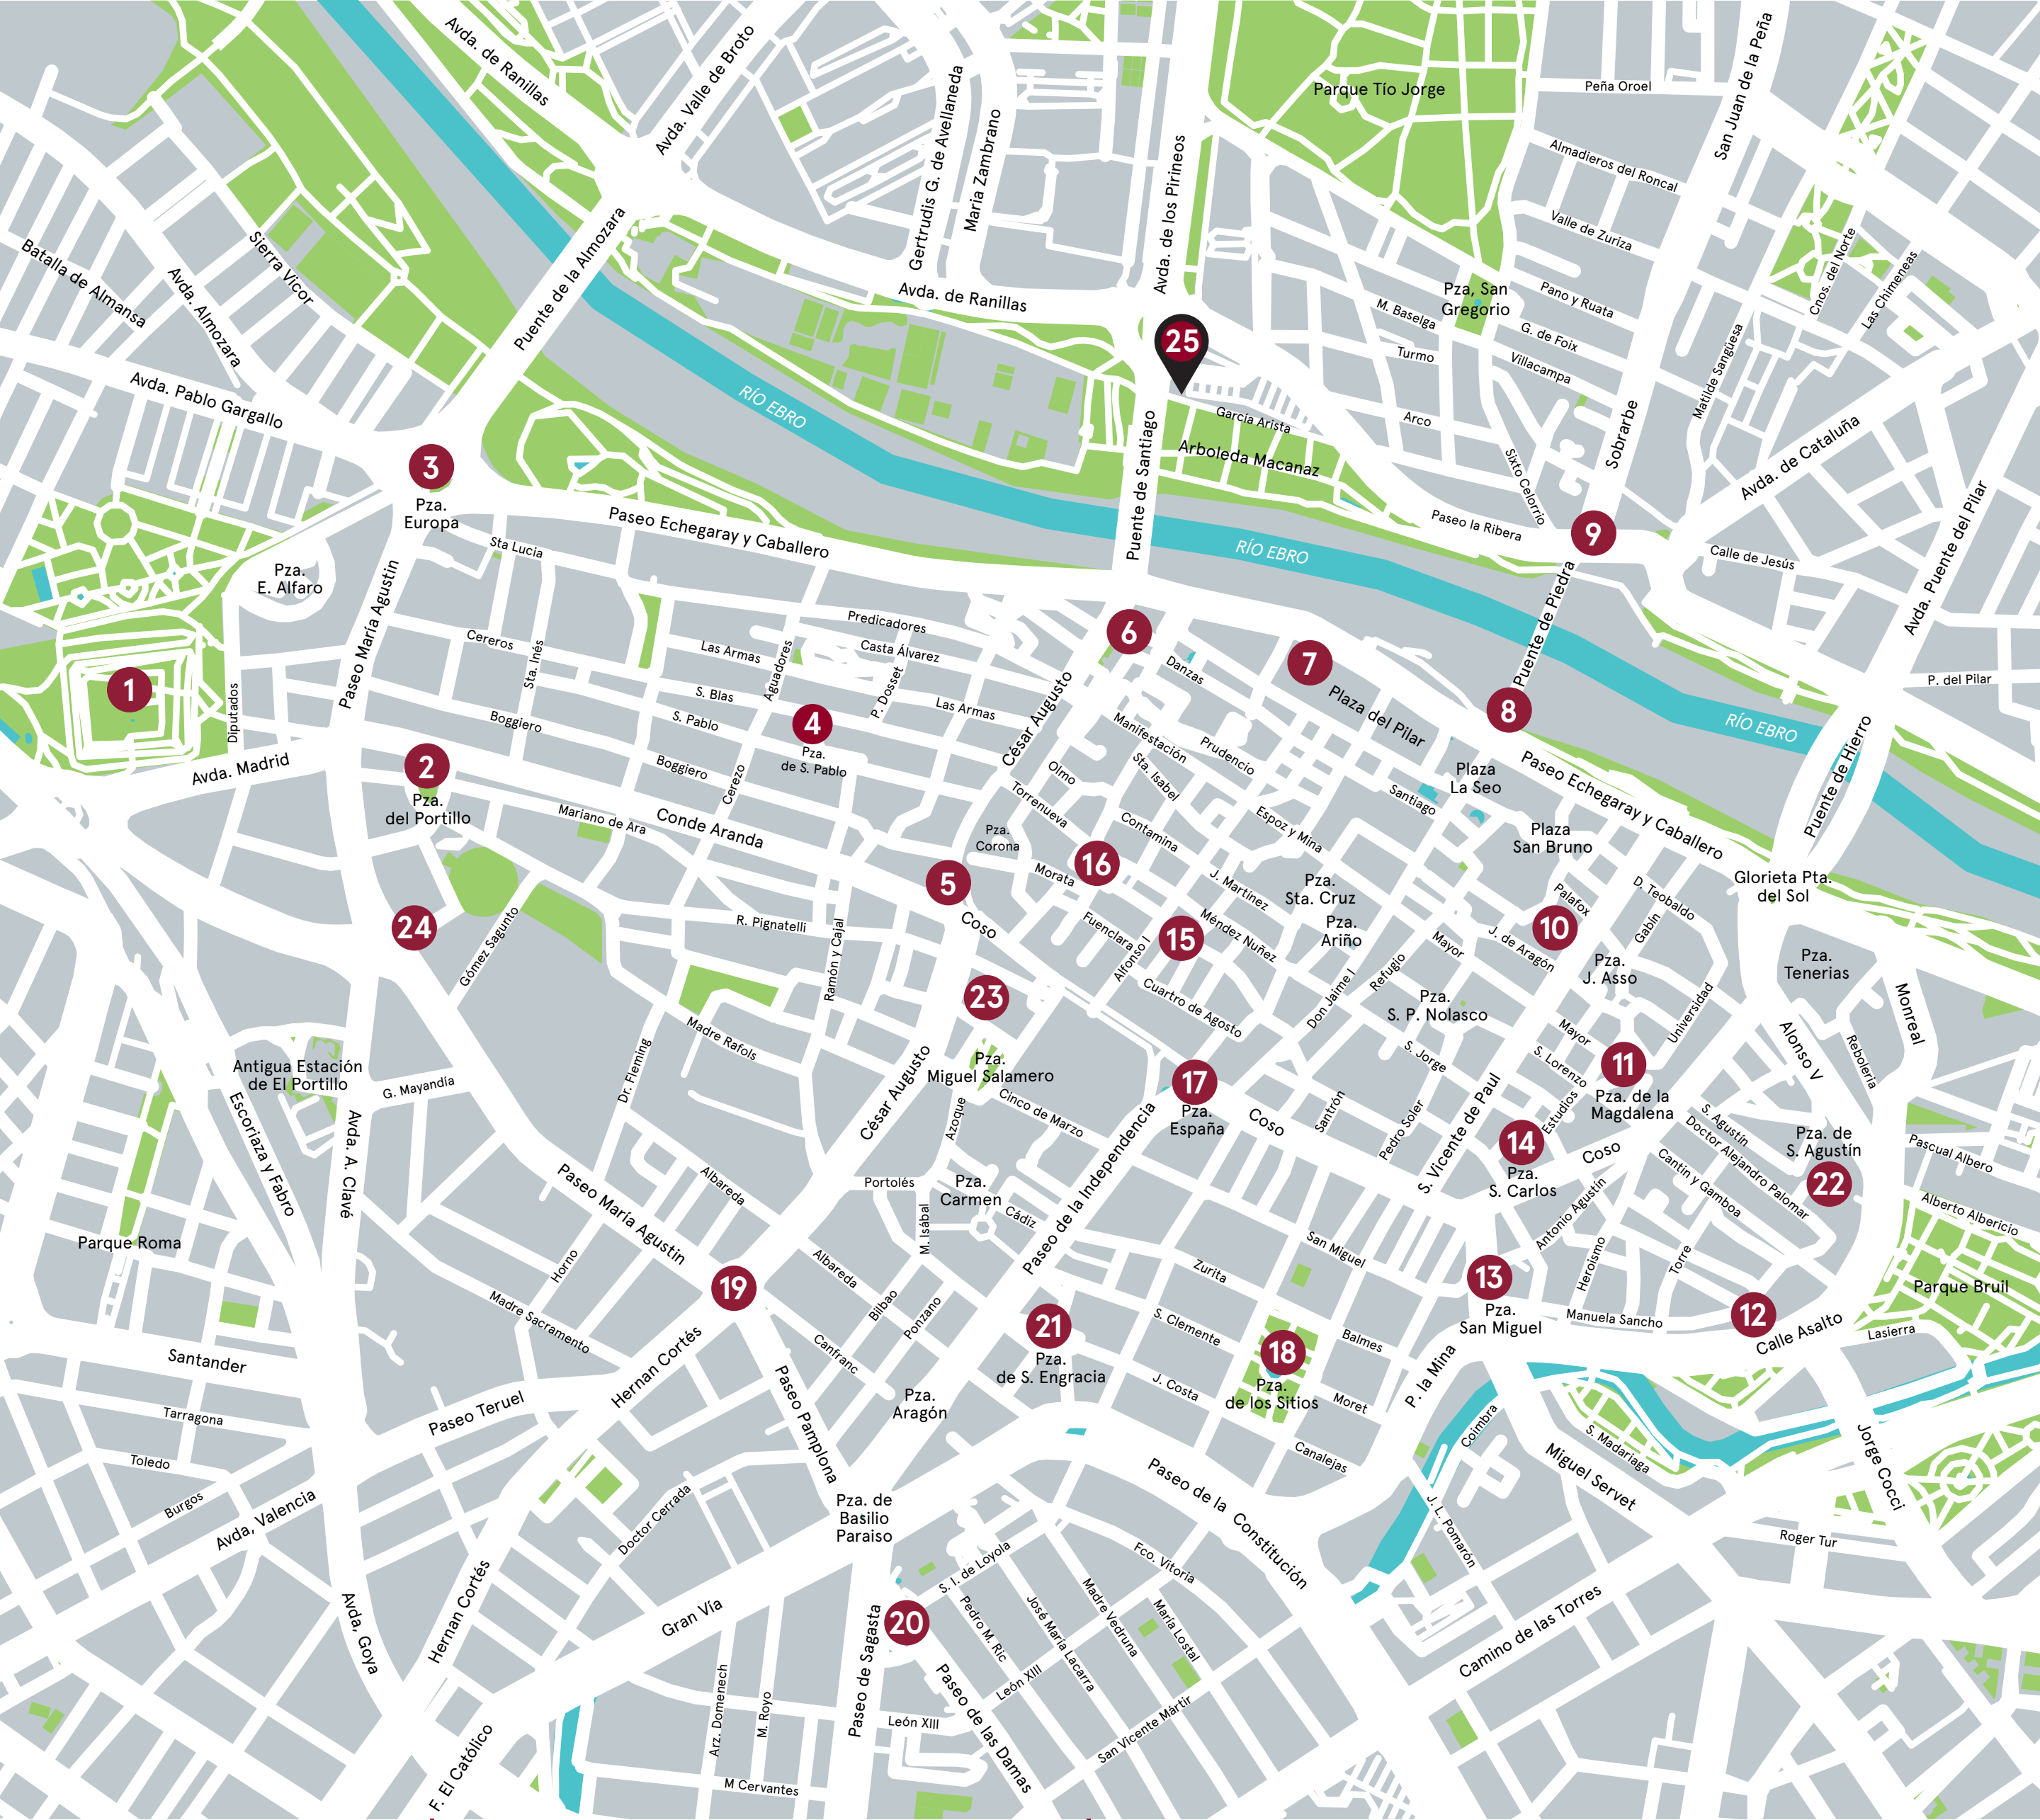 Avda. de Ranillas
Avda. Valle de Broto
Gertrudis G. de Avellaneda
Maria Zambrano
Avda. de los Pirineos
Parque Tío Jorge
Peña Oroel
San Juan de la Peña
Almadieros del Roncal
Valle de Zuriza
Batalla de Almansa
Avda. Almozara
Sierra Vicor
Puente de la Almozara
Avda. de Ranillas
Pza, San
Gregorio
Pano y Ruata
G. de Foix
Villacampa
M. Baselga
Turmo
Arco
Cnos. del Norte
Las Chimeneas
Matilde Sangüesa
25
Avda. Pablo Gargallo
RÍO EBRO
García Arista
Arboleda Macanaz
Puente de Santiago
Sixto Celorrio
Sobrarbe
Avda. de Cataluña
3
Pza.
Europa
Paseo Echegaray y Caballero
Paseo la Ribera
9
Avda. Puente del Pilar
RÍO EBRO
Calle de Jesús
Sta Lucia
Pza.
E. Alfaro
Paseo María Agustin
Puente de Piedra
Predicadores
Casta Álvarez
Las Armas
Cereros
Sta. Inés
Aguadores
P. Dosset
6
Danzas
7
Plaza del Pilar
8
P. del Pilar
RÍO EBRO
Puente de Hierro
1
Diputados
S. Blas
S. Pablo
Las Armas
Boggiero
4
Pza.
de S. Pablo
César Augusto
Manifestación
Prudencio
Avda. Madrid
2
Pza.
del Portillo
Boggiero
Cerezo
Olmo
Sta. Isabel
Plaza
La Seo
Santiago
Paseo Echegaray y Caballero
Mariano de Ara
Conde Aranda
Torrenueva
Contamina
Espoz y Mina
Plaza
San Bruno
Pza.
Corona
16
Morata
5
Coso
J. Martínez
Pza.
Sta. Cruz
Pza.
Ariño
Palafox
D. Teobaldo
Gabín
Glorieta Pta.
del Sol
24
Gómez Sagunto
R. Pignatelli
Ramón y Cajal
Fuenclara
Alfonso I
15
Méndez Nuñez
Mayor
J. de Aragón
10
Pza.
J. Asso
Pza.
Tenerias
23
Cuatro de Agosto
Don Jaime I
Refugio
Pza.
S. P. Nolasco
Universidad
Monreal
Alonso V
Rebolería
Madre Rafols
Dr. Fleming
César Augusto
Pza.
Miguel Salamero
S. Jorge
Mayor
S. Lorenzo
11
Pza. de la
Magdalena
Antigua Estación
de El Portillo
G. Mayandía
Escoriaza y Fabro
Avda. A. Clavé
Azoque
Cinco de Marzo
17
Pza.
España
Coso
Santrón
Pedro Soler
S. Vicente de Paul
Estudios
14
Pza.
S. Carlos
Coso
S. Agustín
Doctor Alejandro Palomar
Cantín y Gamboa
Pza. de
S. Agustín
22
Pascual Albero
Alberto Albericio
Paseo de la Independencia
Paseo María Agustin
Albareda
Portolés
Pza.
Carmen
Cádiz
M. Isábal
Parque Roma
Horno
Albareda
Bilbao
Ponzano
Zurita
San Miguel
Antonio Agustín
Heroismo
Torre
13
Pza.
San Miguel
Manuela Sancho
12
Calle Asalto
Parque Bruil
Lasierra
19
Madre Sacramento
Hernan Cortés
Canfranc
21
Pza.
de S. Engracia
S. Clemente
18
Pza.
de los Sitios
Balmes
P. la Mina
Santander
Tarragona
Toledo
Burgos
Avda, Valencia
Paseo Teruel
Paseo Pamplona
Pza.
Aragón
J. Costa
Moret
Canalejas
Coimbra
Miguel Servet
S. Madariaga
Jorge Cocci
Doctor Cerrada
Pza. de
Basilio
Paraiso
Paseo de la Constitución
J. L. Pomarón
Roger Tur
Avda, Goya
Hernan Cortés
Gran Vía
S. I. de Loyola
Fco. Vitoria
20
Pedro M. Ric
José María Lacarra
Madre Vedruna
María Lostal
Camino de las Torres
Paseo de Sagasta
León XIII
León XIII
San Vicente Mártir
Paseo de las Damas
Arz. Domenech
M. Royo
M Cervantes
F. El Católico